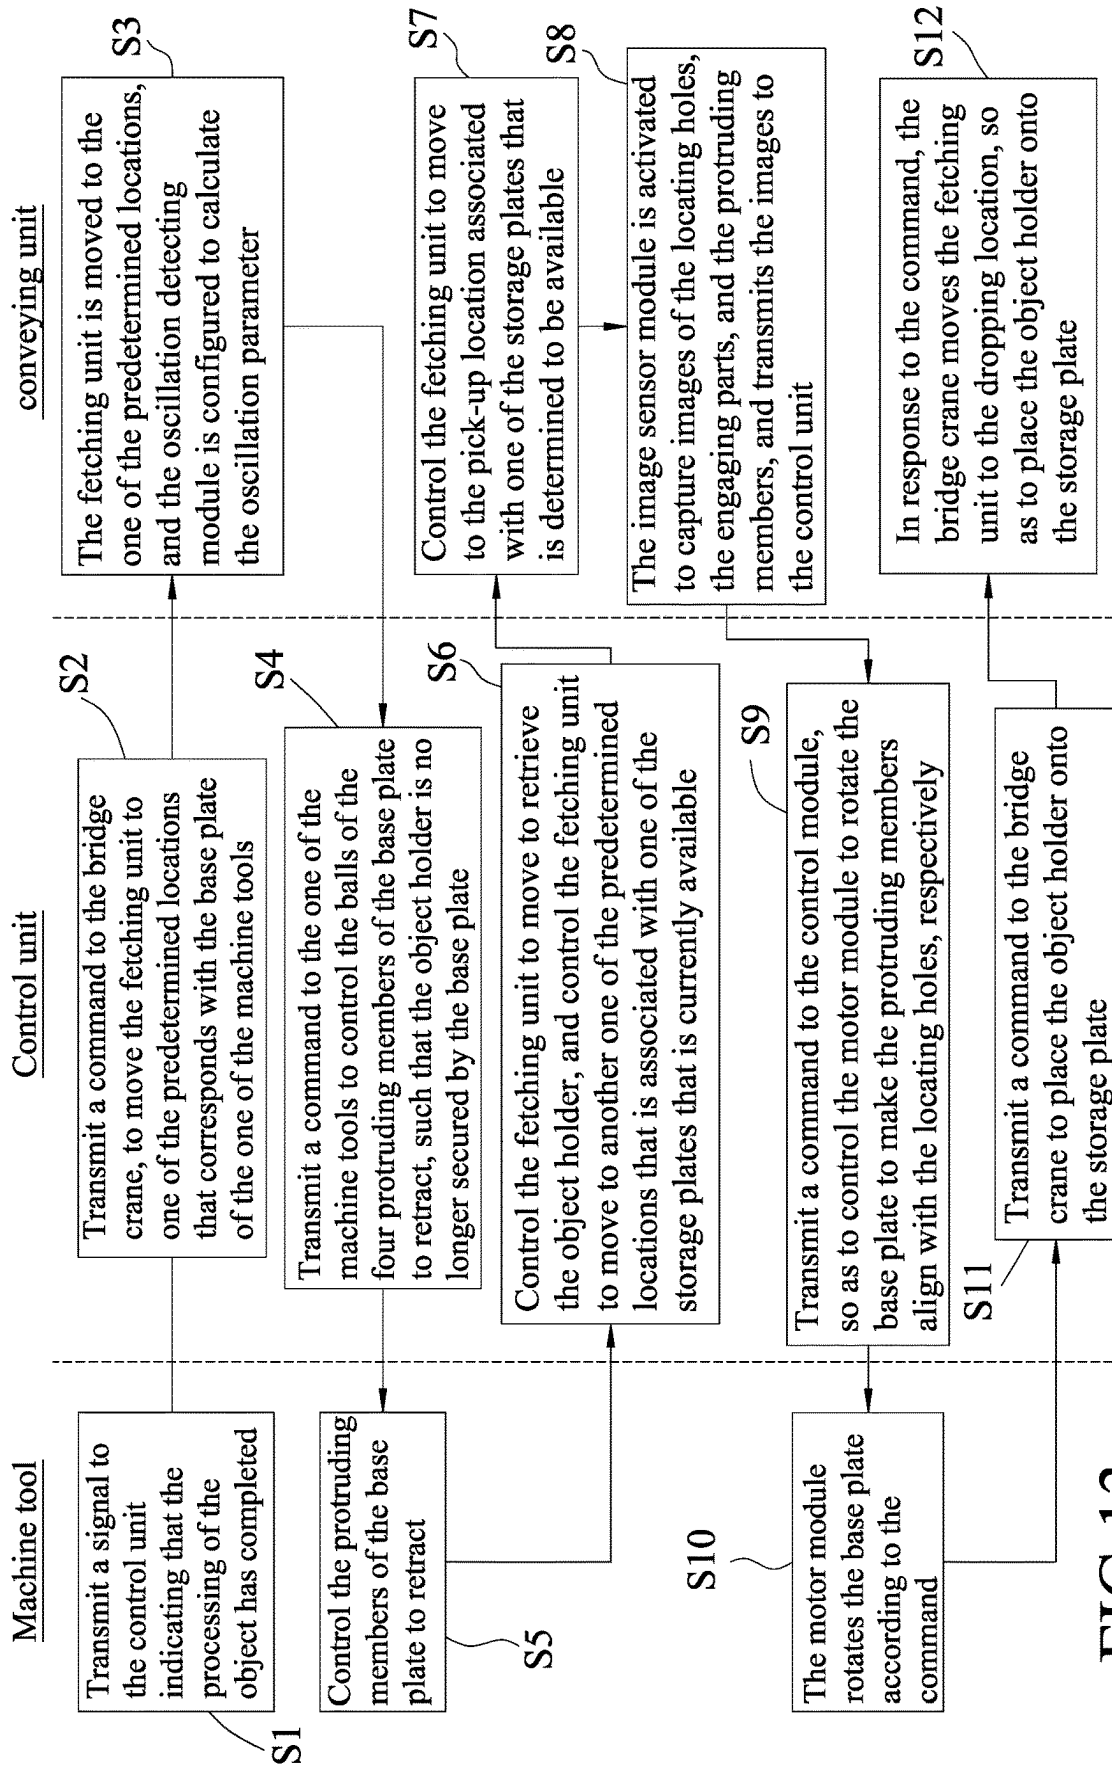 Machine tool
Control unit
conveying unit
Transmit a signal to
the control unit
indicating that the
processing of the
object has completed
S1
Transmit a command to the bridge
crane, to move the fetching unit to
one of the predetermined locations
that corresponds with the base plate
of the one of the machine tools
S2
The fetching unit is moved to the
one of the predetermined locations,
and the oscillation detecting
module is configured to calculate
the oscillation parameter
S3
Transmit a command to the one of the
machine tools to control the balls of the
four protruding members of the base plate
to retract, such that the object holder is no
longer secured by the base plate
S4
Control the protruding
members of the base
plate to retract
S5
Control the fetching unit to move to retrieve
the object holder, and control the fetching unit
to move to another one of the predetermined
locations that is associated with one of the
storage plates that is currently available
S6
Control the fetching unit to move
to the pick-up location associated
with one of the storage plates that
is determined to be available
S7
The image sensor module is activated
to capture images of the locating holes,
the engaging parts, and the protruding
members, and transmits the images to
the control unit
S8
Transmit a command to the control module,
so as to control the motor module to rotate the
base plate to make the protruding members
align with the locating holes, respectively
S9
The motor module
rotates the base plate
according to the
command
S10
Transmit a command to the bridge
crane to place the object holder onto
the storage plate
S11
In response to the command, the
bridge crane moves the fetching
unit to the dropping location, so
as to place the object holder onto
the storage plate
S12